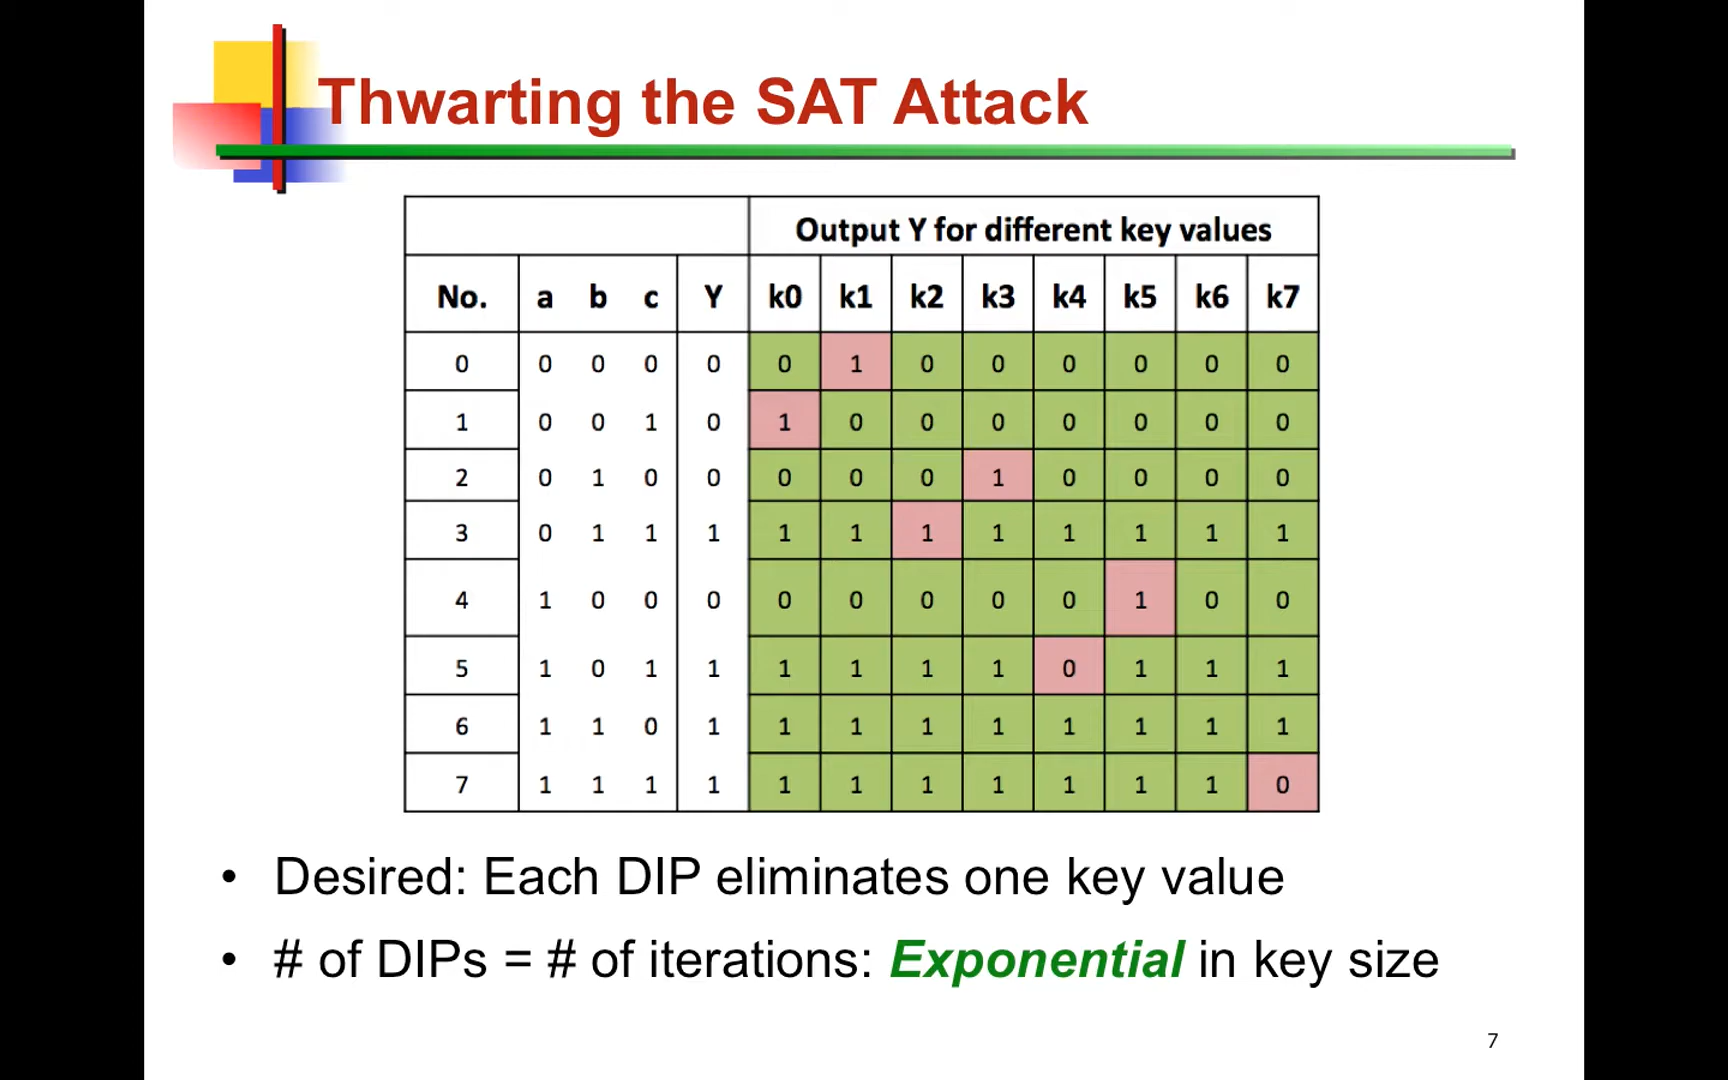 Thwarting the SAT Attack
Output Y for different key values
No. a b c Y k0 k1 k2 k3 k4 k5 k6 k7
0 0 0 0 0 0 1 0 0 0 0 0 0
1 0 0 1 0 1 0 0 0 0 0 0 0
2 0 1 0 0 0 0 0 1 0 0 0 0
3 0 1 1 1 1 1 1 1 1 1 1 1
4 1 0 0 0 0 0 0 0 0 1 0 0
5 1 0 1 1 1 1 1 1 0 1 1 1
6 1 1 0 1 1 1 1 1 1 1 1 1
7 1 1 1 1 1 1 1 1 1 1 1 0
• Desired: Each DIP eliminates one key value
• # of DIPs = # of iterations: Exponential in key size
7